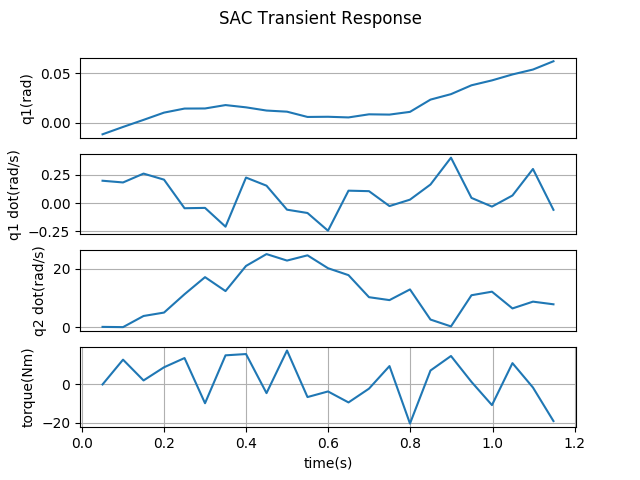 SAC Transient Response
q1(rad)
0.05
0.00
q1 dot(rad/s)
0.25
0.00
−0.25
q2 dot(rad/s)
20
0
torque(Nm)
0
−20
0.0 0.2 0.4 0.6 0.8 1.0 1.2
time(s)